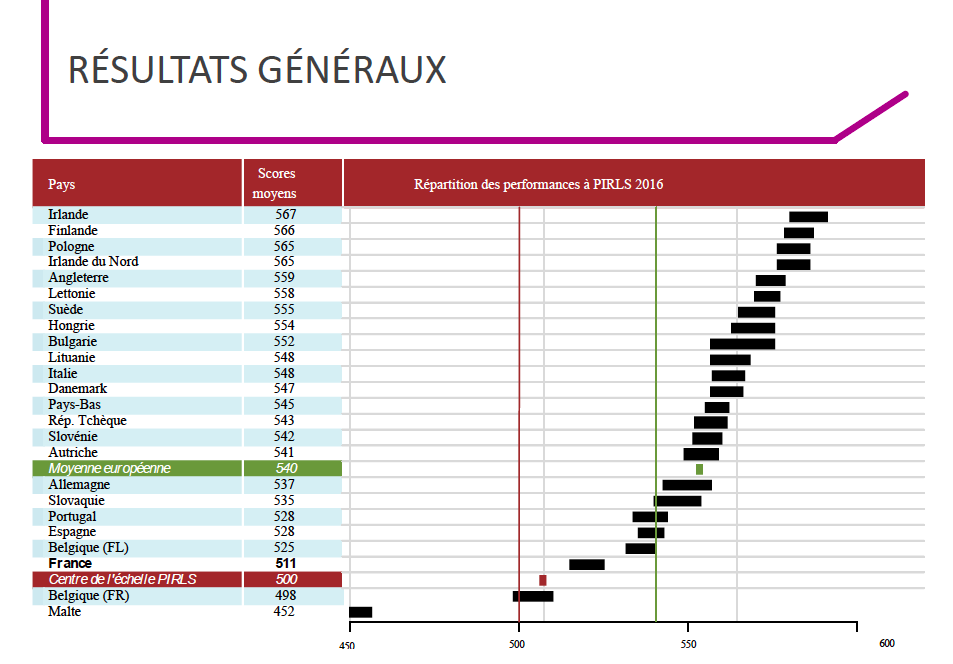 RÉSULTATS GÉNÉRAUX
Pays Scores moyens Répartition des performances à PIRLS 2016
Irlande 567
Finlande 566
Pologne 565
Irlande du Nord 565
Angleterre 559
Lettonie 558
Suède 555
Hongrie 554
Bulgarie 552
Lituanie 548
Italie 548
Danemark 547
Pays-Bas 545
Rép. Tchèque 543
Slovénie 542
Autriche 541
Moyenne européenne 540
Allemagne 537
Slovaquie 535
Portugal 528
Espagne 528
Belgique (FL) 525
France 511
Centre de l'échelle PIRLS 500
Belgique (FR) 498
Malte 452
450 500 550 600